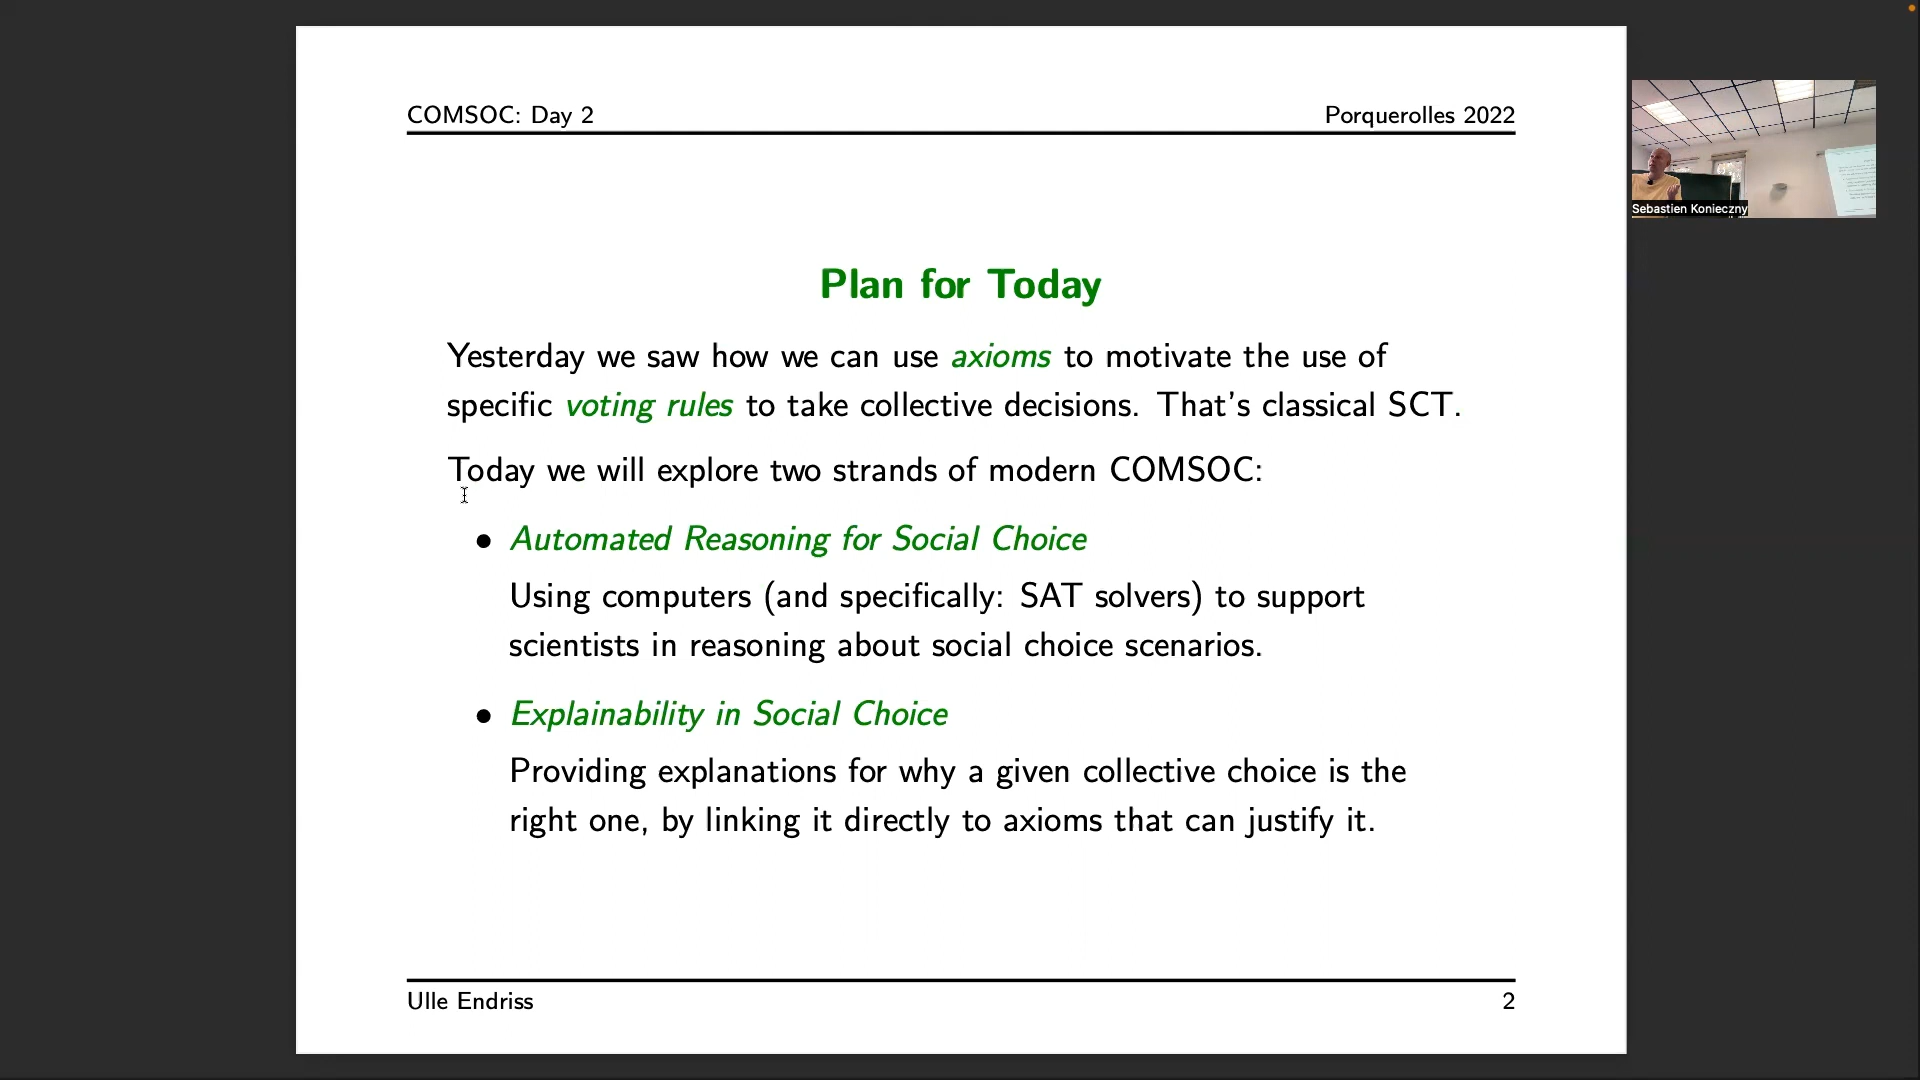 COMSOC: Day 2
Porquerolles 2022
Plan for Today
Yesterday we saw how we can use axioms to motivate the use of
specific voting rules to take collective decisions. That's classical SCT.
Today we will explore two strands of modern COMSOC:
• Automated Reasoning for Social Choice
Using computers (and specifically: SAT solvers) to support
scientists in reasoning about social choice scenarios.
• Explainability in Social Choice
Providing explanations for why a given collective choice is the
right one, by linking it directly to axioms that can justify it.
Ulle Endriss
2
Sebastien Konieczny